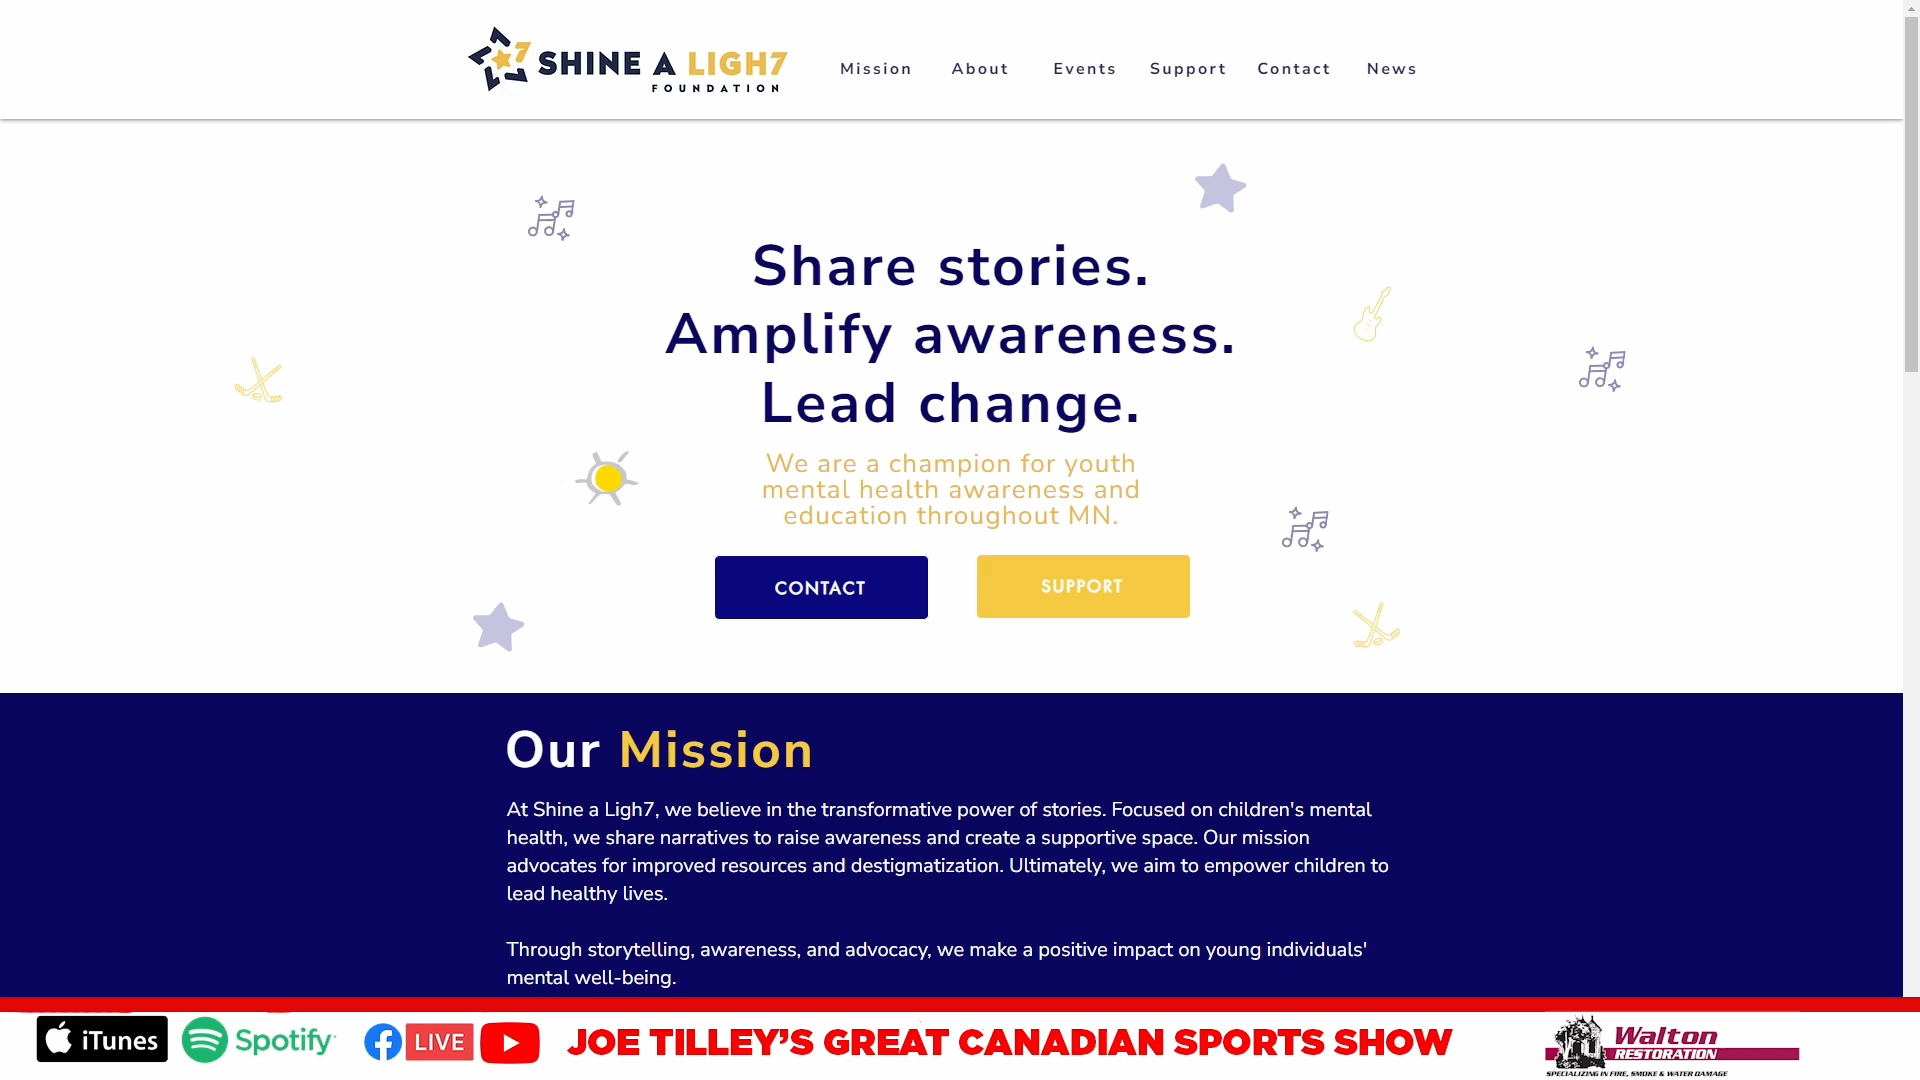 SHINE A LIGH7
FOUNDATION
Mission About Events Support Contact News
Share stories.
Amplify awareness.
Lead change.
We are a champion for youth
mental health awareness and
education throughout MN.
CONTACT SUPPORT
Our Mission
At Shine a Ligh7, we believe in the transformative power of stories. Focused on children's mental
health, we share narratives to raise awareness and create a supportive space. Our mission
advocates for improved resources and destigmatization. Ultimately, we aim to empower children to
lead healthy lives.
Through storytelling, awareness, and advocacy, we make a positive impact on young individuals'
mental well-being.
iTunes Spotify LIVE JOE TILLEY'S GREAT CANADIAN SPORTS SHOW
Walton
RESTORATION
SPECIALIZING IN FIRE, SMOKE & WATER DAMAGE